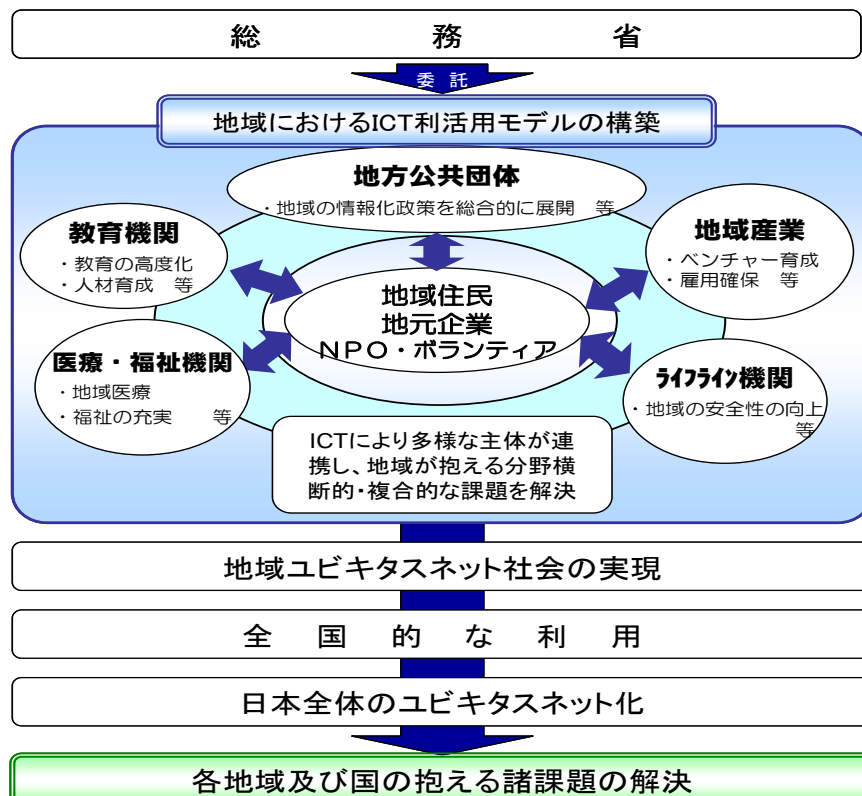 総務省
委託
地域におけるICT利活用モデルの構築
地方公共団体
・地域の情報化政策を総合的に展開　等
教育機関
・教育の高度化
・人材育成　等
地域産業
・ベンチャー育成
・雇用確保　等
地域住民
地元企業
NPO・ボランティア
医療・福祉機関
・地域医療
・福祉の充実　等
ﾗｲﾌﾗｲﾝ機関
・地域の安全性の向上
等
ICTにより多様な主体が連
携し、地域が抱える分野横
断的・複合的な課題を解決
地域ユビキタスネット社会の実現
全国的な利用
日本全体のユビキタスネット化
各地域及び国の抱える諸課題の解決